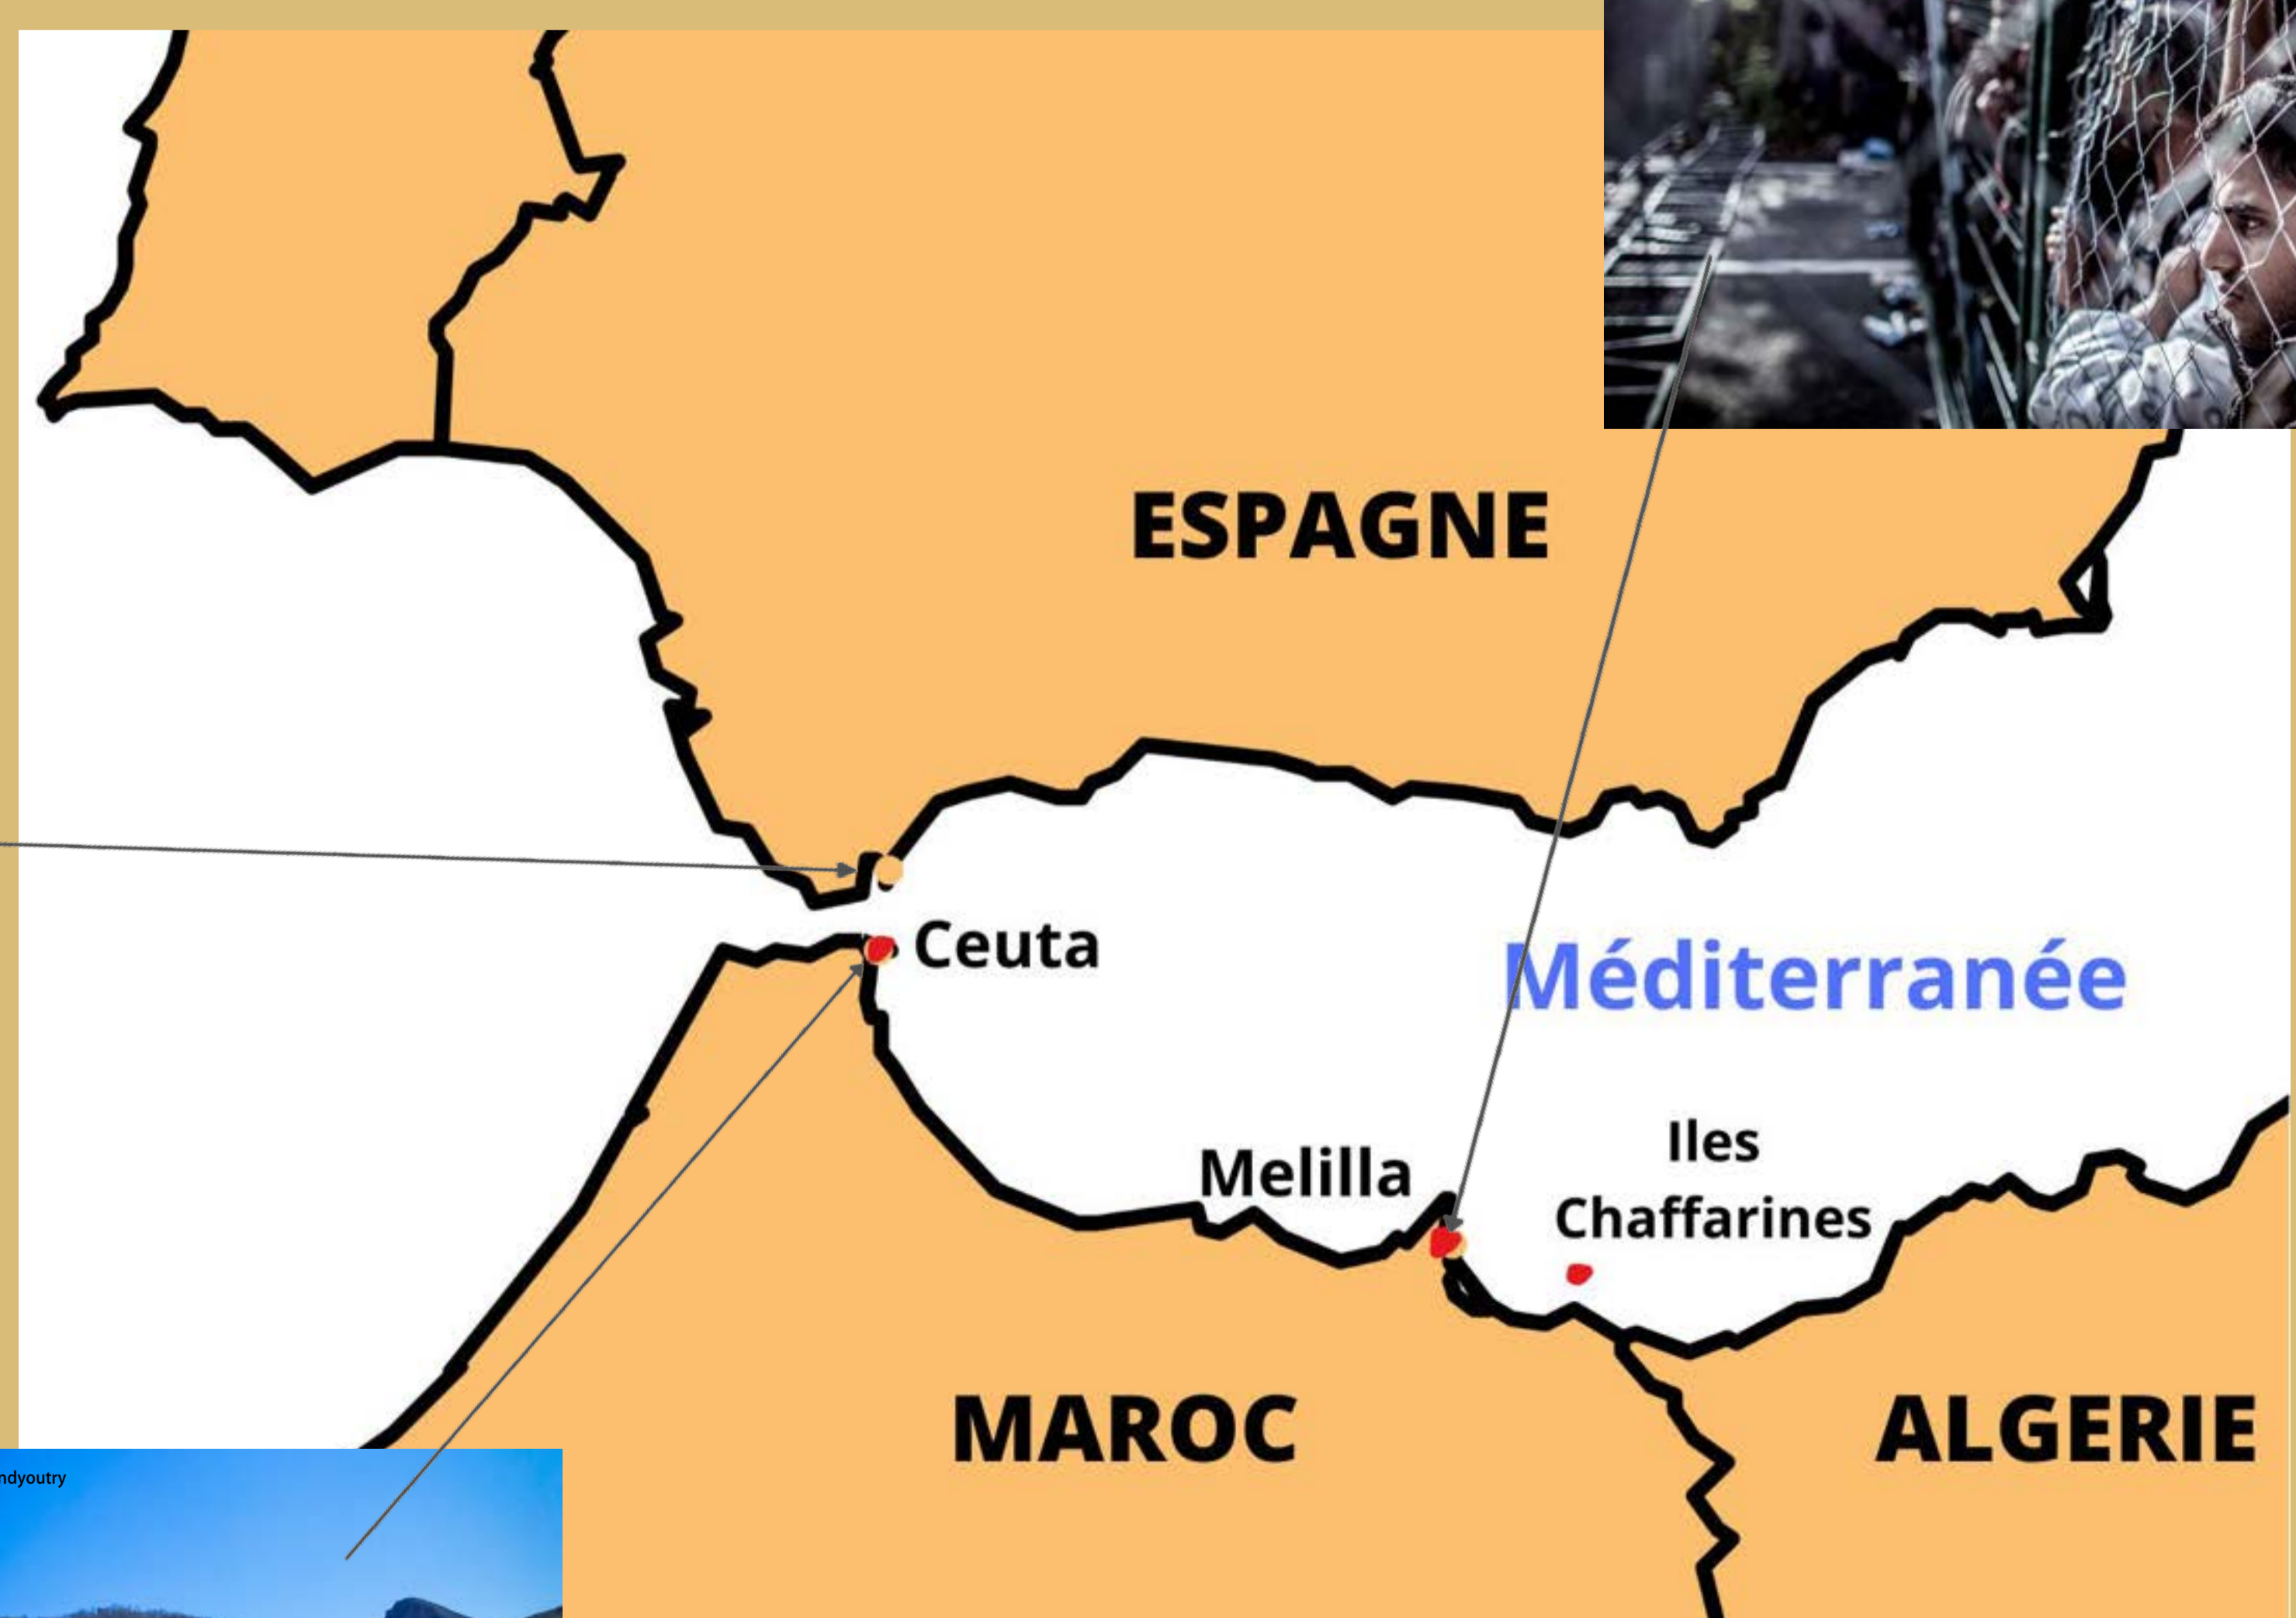 ESPAGNE
Ceuta
Méditerranée
Melilla
Iles
Chaffarines
MAROC
ALGERIE
ndyoutry